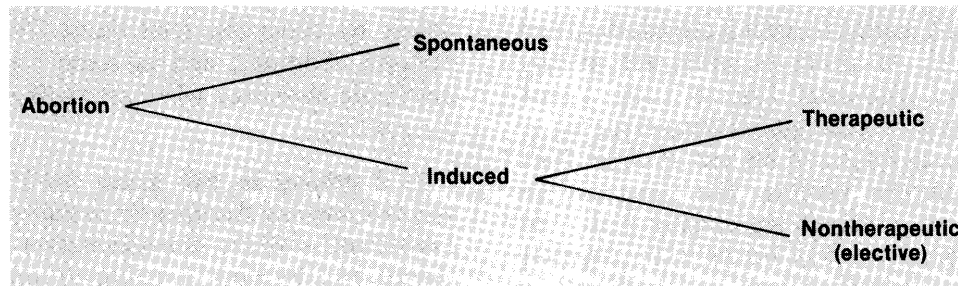 Spontaneous
Abortion
Therapeutic
Induced
Nontherapeutic
(elective)